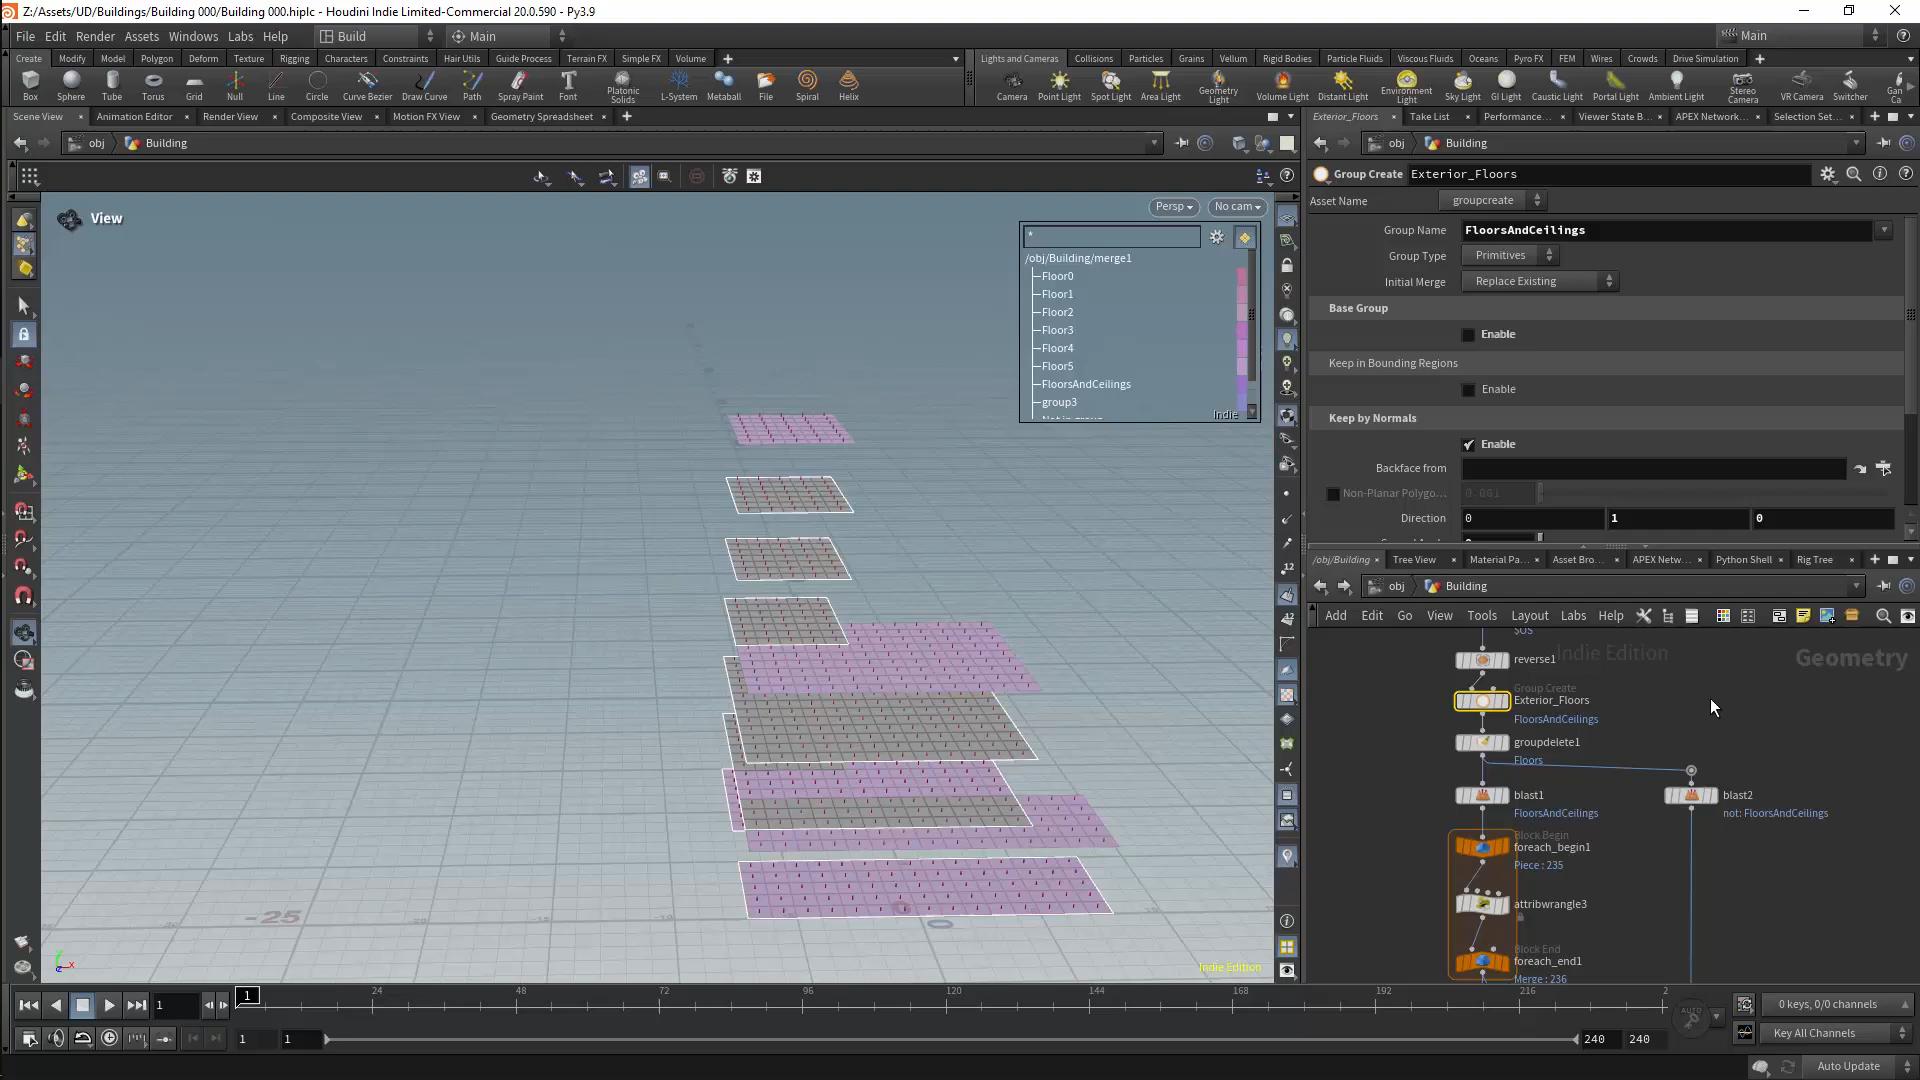 Z:/Assets/UD/Buildings/Building 000/Building 000.hiplc - Houdini Indie Limited-Commercial 20.0.590 - Py3.9
File Edit Render Assets Windows Labs Help Build Main Main
Create Modify Model Polygon Deform Texture Rigging Characters Constraints Hair Utils Guide Process Terrain FX Simple FX Volume
Lights and Cameras Collisions Particles Grains Vellum Rigid Bodies Particle Fluids Viscous Fluids Oceans Pyro FX FEM Wires Crowds Drive Simulation
Box Sphere Tube Torus Grid Null Line Circle Curve Bezier Draw Curve Path Spray Paint Font Platonic Solids L-System Metaball File Spiral Helix
Camera Point Light Spot Light Area Light Geometry Light Volume Light Distant Light Environment Light Sky Light GI Light Caustic Light Portal Light Ambient Light Stereo Camera VR Camera Switcher Gan Ca
Scene View Animation Editor Render View Composite View Motion FX View Geometry Spreadsheet
Exterior_Floors Take List Performance... Viewer State B... APEX Network... Selection Set...
obj Building
obj Building
Group Create Exterior_Floors
Asset Name groupcreate
View
Persp No cam
*
/obj/Building/merge1
Floor0
Floor1
Floor2
Floor3
Floor4
Floor5
FloorsAndCeilings
group3
Indie
Group Name FloorsAndCeilings
Group Type Primitives
Initial Merge Replace Existing
Base Group
Enable
Keep in Bounding Regions
Enable
Keep by Normals
Enable
Backface from
Non-Planar Polygo... 0.001
Direction 0 1 0
/obj/Building Tree View Material Pa... Asset Bro... APEX Netw... Python Shell Rig Tree
obj Building
Add Edit Go View Tools Layout Labs Help
$OS
Indie Edition
Geometry
reverse1
Group Create
Exterior_Floors
FloorsAndCeilings
groupdelete1
Floors
blast1
FloorsAndCeilings
blast2
not: FloorsAndCeilings
Block Begin
foreach_begin1
Piece : 235
attribwrangle3
Block End
foreach_end1
Merge : 236
-25
0
Indie Edition
1 1 24 48 72 96 120 144 168 192 216 2
0 keys, 0/0 channels
1 1 240 240
Key All Channels
Auto Update